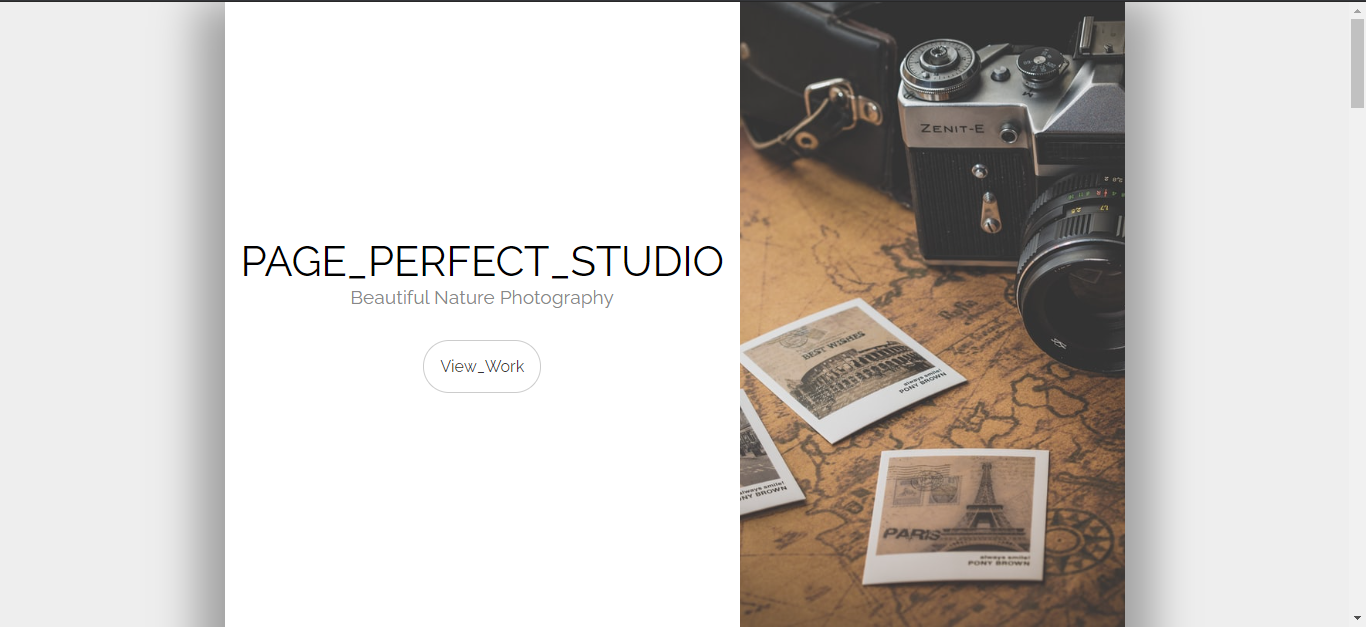 PAGE_PERFECT_STUDIO
Beautiful Nature Photography
View_Work
ZENIT-E
BEST WISHES
always smile!
PONY BROWN
always smile!
PONY BROWN
PARIS
always smile!
PONY BROWN